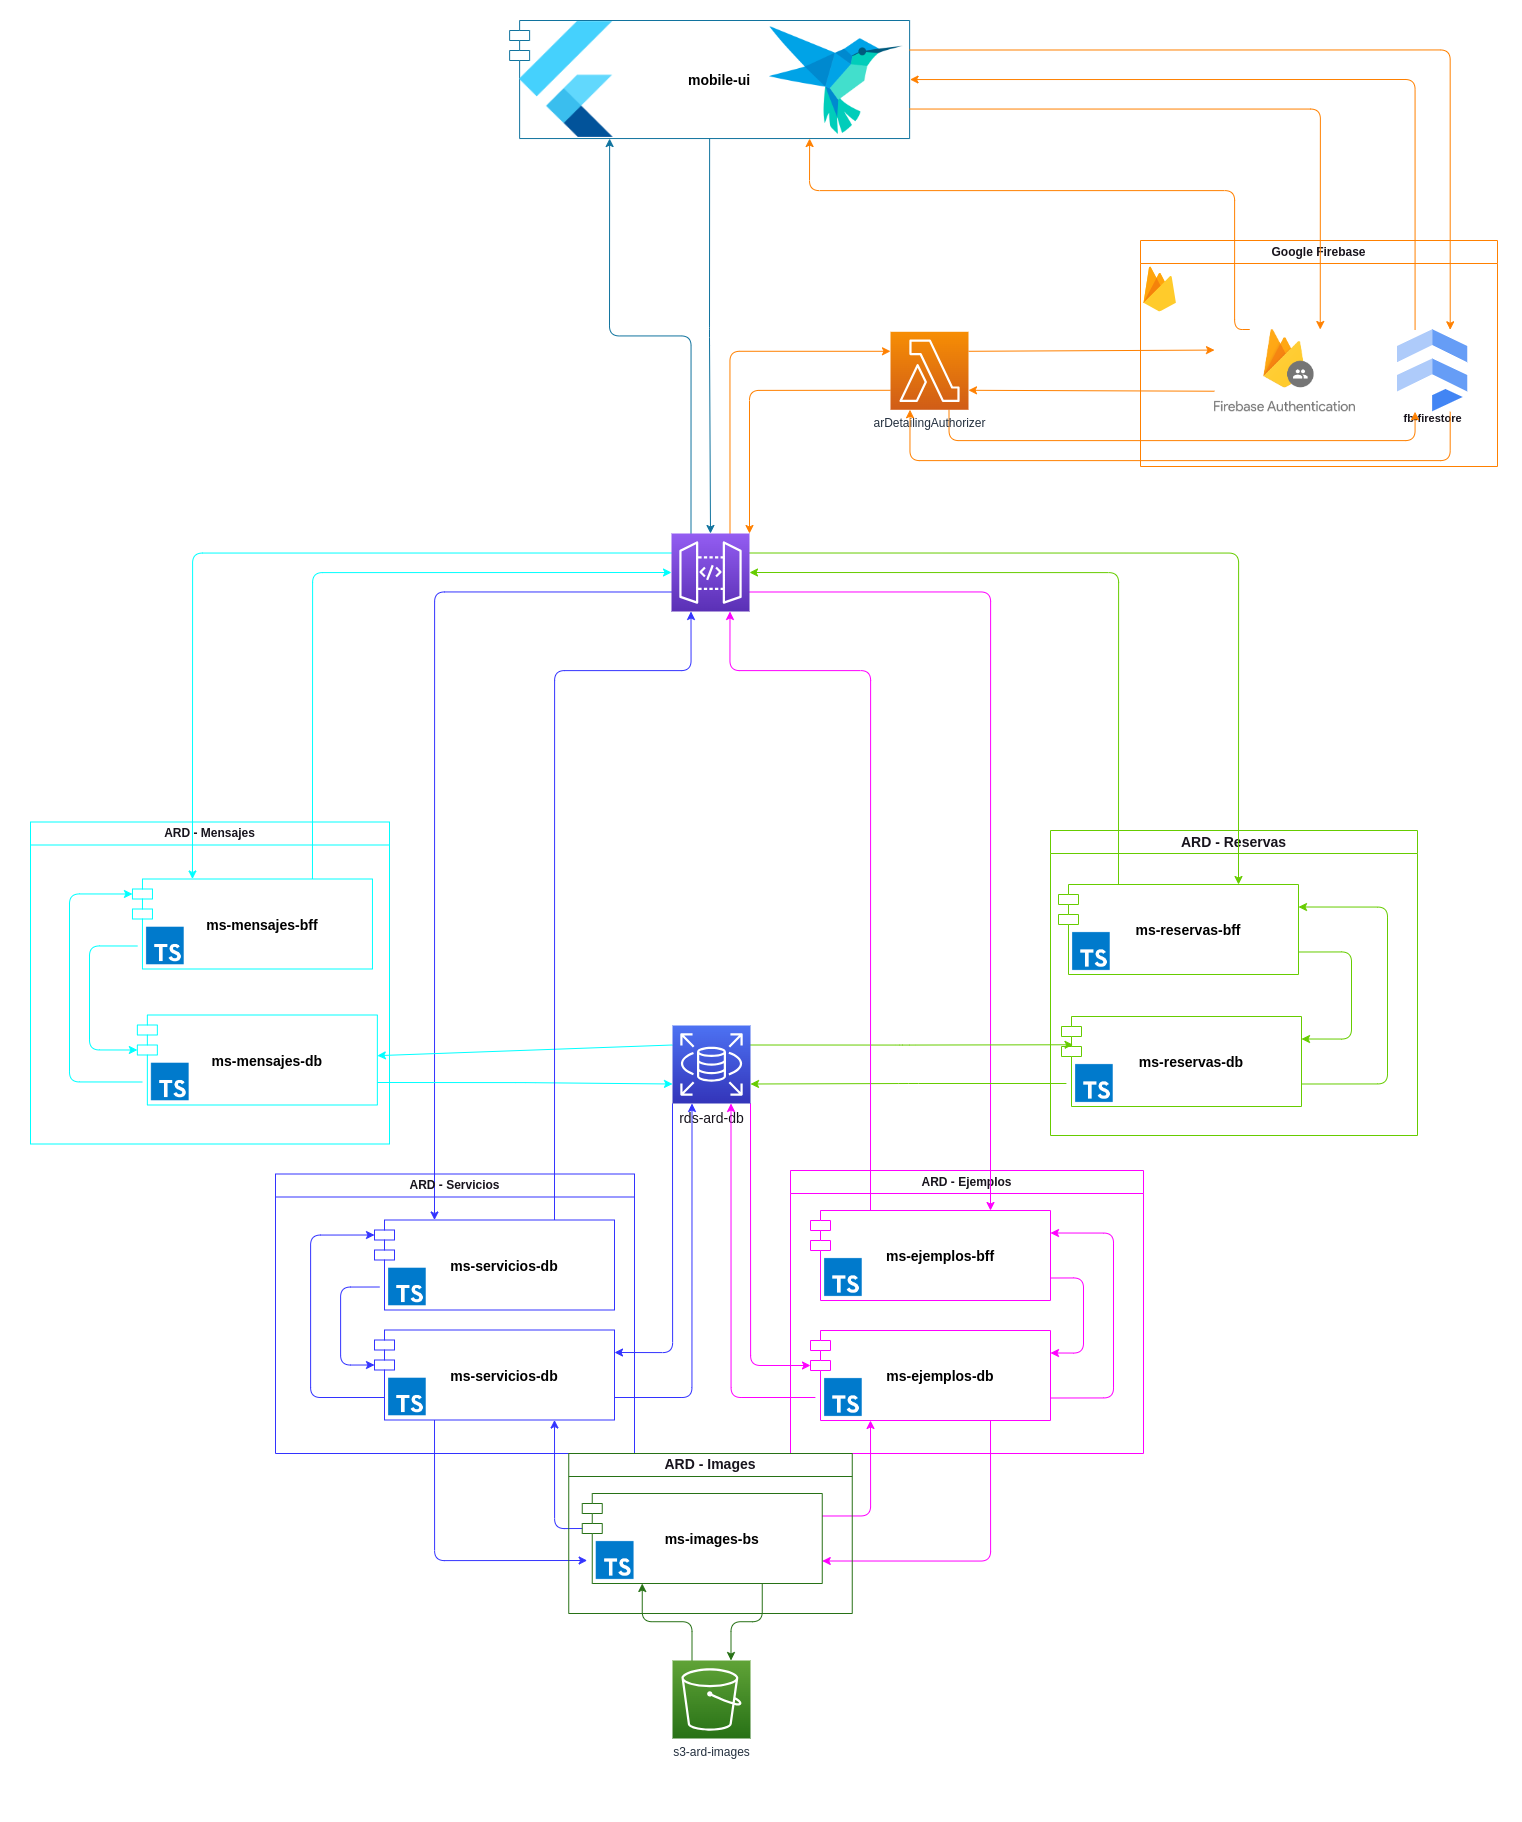 mobile-ui
Google Firebase
Firebase Authentication
fb-firestore
arDetailingAuthorizer
</>
ARD - Mensajes
ms-mensajes-bff
TS
ms-mensajes-db
TS
ARD - Reservas
ms-reservas-bff
TS
ms-reservas-db
TS
rds-ard-db
ARD - Servicios
ms-servicios-db
TS
ms-servicios-db
TS
ARD - Ejemplos
ms-ejemplos-bff
TS
ms-ejemplos-db
TS
ARD - Images
ms-images-bs
TS
s3-ard-images